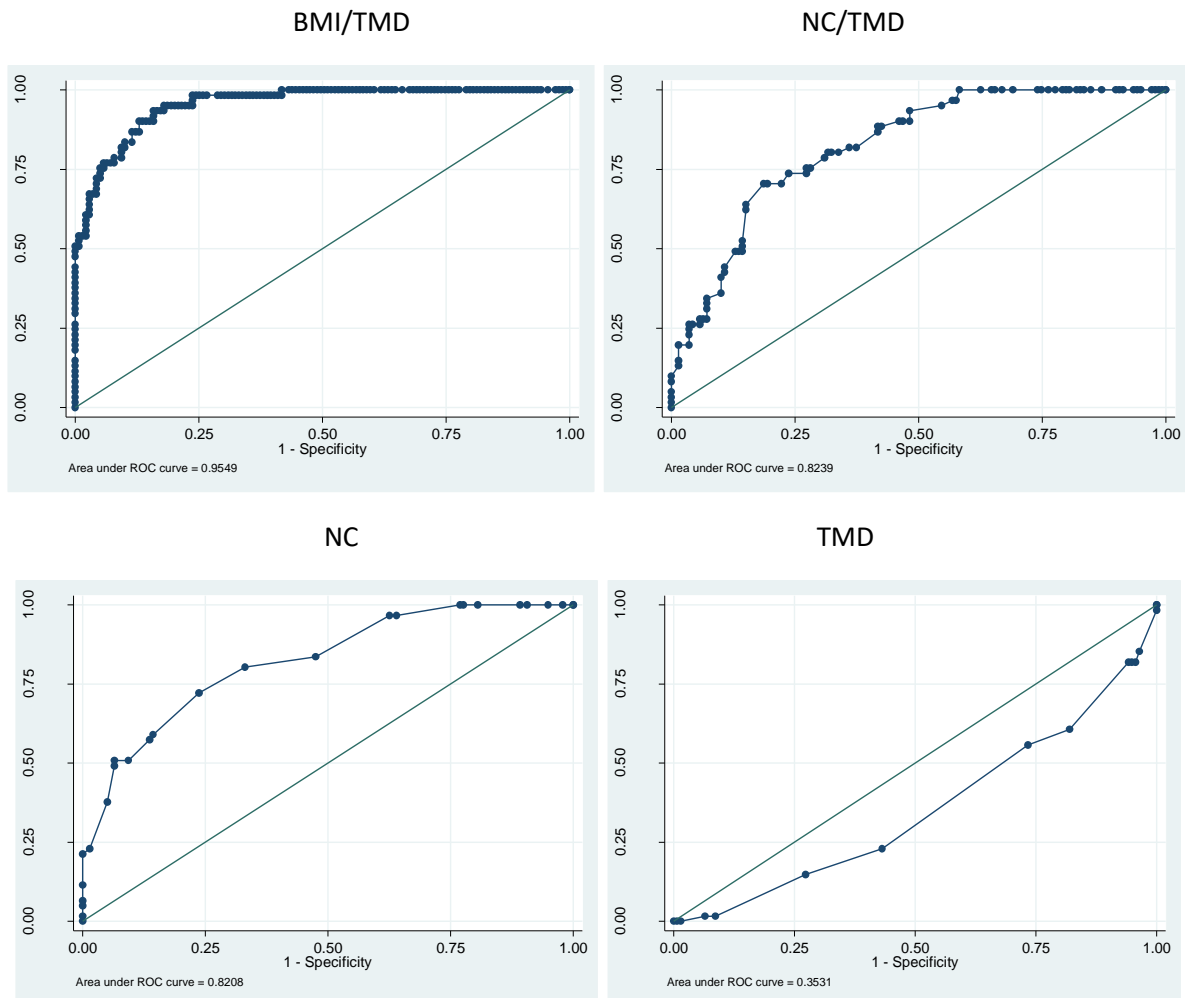 BMI/TMD
NC/TMD
1.00
0.75
0.50
0.25
0.00
0.00 0.25 0.50 0.75 1.00
1 - Specificity
Area under ROC curve = 0.9549
1.00
0.75
0.50
0.25
0.00
0.00 0.25 0.50 0.75 1.00
1 - Specificity
Area under ROC curve = 0.8239
NC
TMD
1.00
0.75
0.50
0.25
0.00
0.00 0.25 0.50 0.75 1.00
1 - Specificity
Area under ROC curve = 0.8208
1.00
0.75
0.50
0.25
0.00
0.00 0.25 0.50 0.75 1.00
1 - Specificity
Area under ROC curve = 0.3531